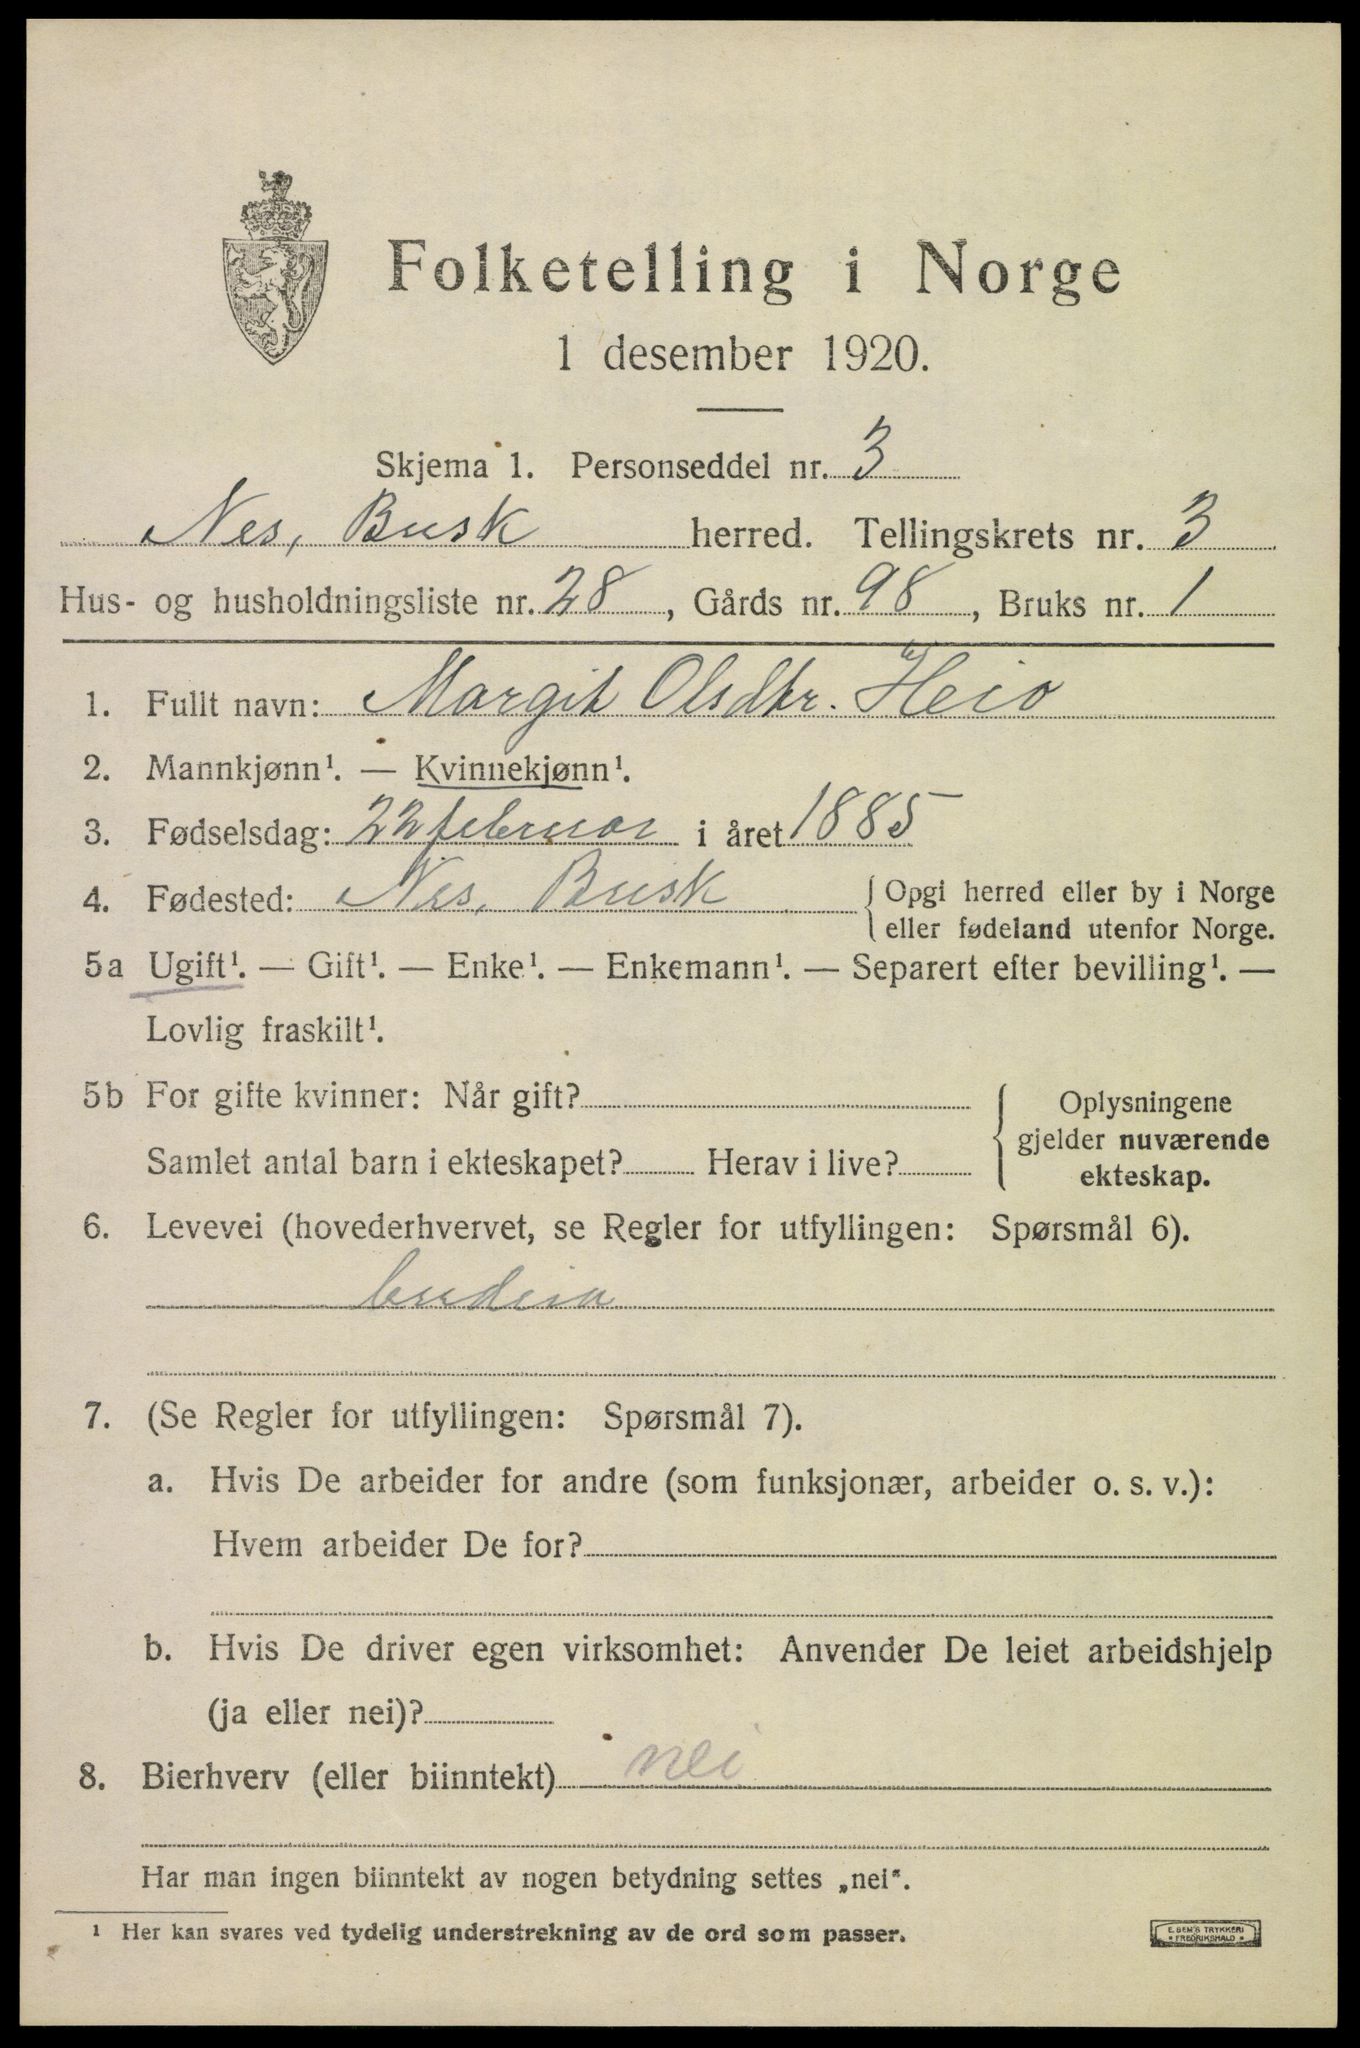 Folketelling i Norge
1 desember 1920.
Skjema 1. Personseddel nr. 3
Nes, Busk herred. Tellingskrets nr. 3
Hus- og husholdningsliste nr. 28, Gårds nr. 98, Bruks nr. 1
1. Fullt navn: Margit Olsdtr. Heio
2. Mannkjønn¹. — Kvinnekjønn¹.
3. Fødselsdag: 22 februar i året 1885
4. Fødested: Nes, Busk { Opgi herred eller by i Norge
eller fødeland utenfor Norge.
5a Ugift¹. — Gift¹. — Enke¹. — Enkemann¹. — Separert efter bevilling¹. —
Lovlig fraskilt¹.
5b For gifte kvinner: Når gift?
Samlet antal barn i ekteskapet? Herav i live?
Oplysningene
gjelder nuværende
ekteskap.
6. Levevei (hovederhvervet, se Regler for utfyllingen: Spørsmål 6).
budeia
7. (Se Regler for utfyllingen: Spørsmål 7).
a. Hvis De arbeider for andre (som funksjonær, arbeider o. s. v.):
Hvem arbeider De for?
b. Hvis De driver egen virksomhet: Anvender De leiet arbeidshjelp
(ja eller nei)?
8. Bierhverv (eller biinntekt) nei
Har man ingen biinntekt av nogen betydning settes „nei".
¹ Her kan svares ved tydelig understrekning av de ord som passer.
E. SEM'S TRYKKERI
* FREDRIKSHALD *